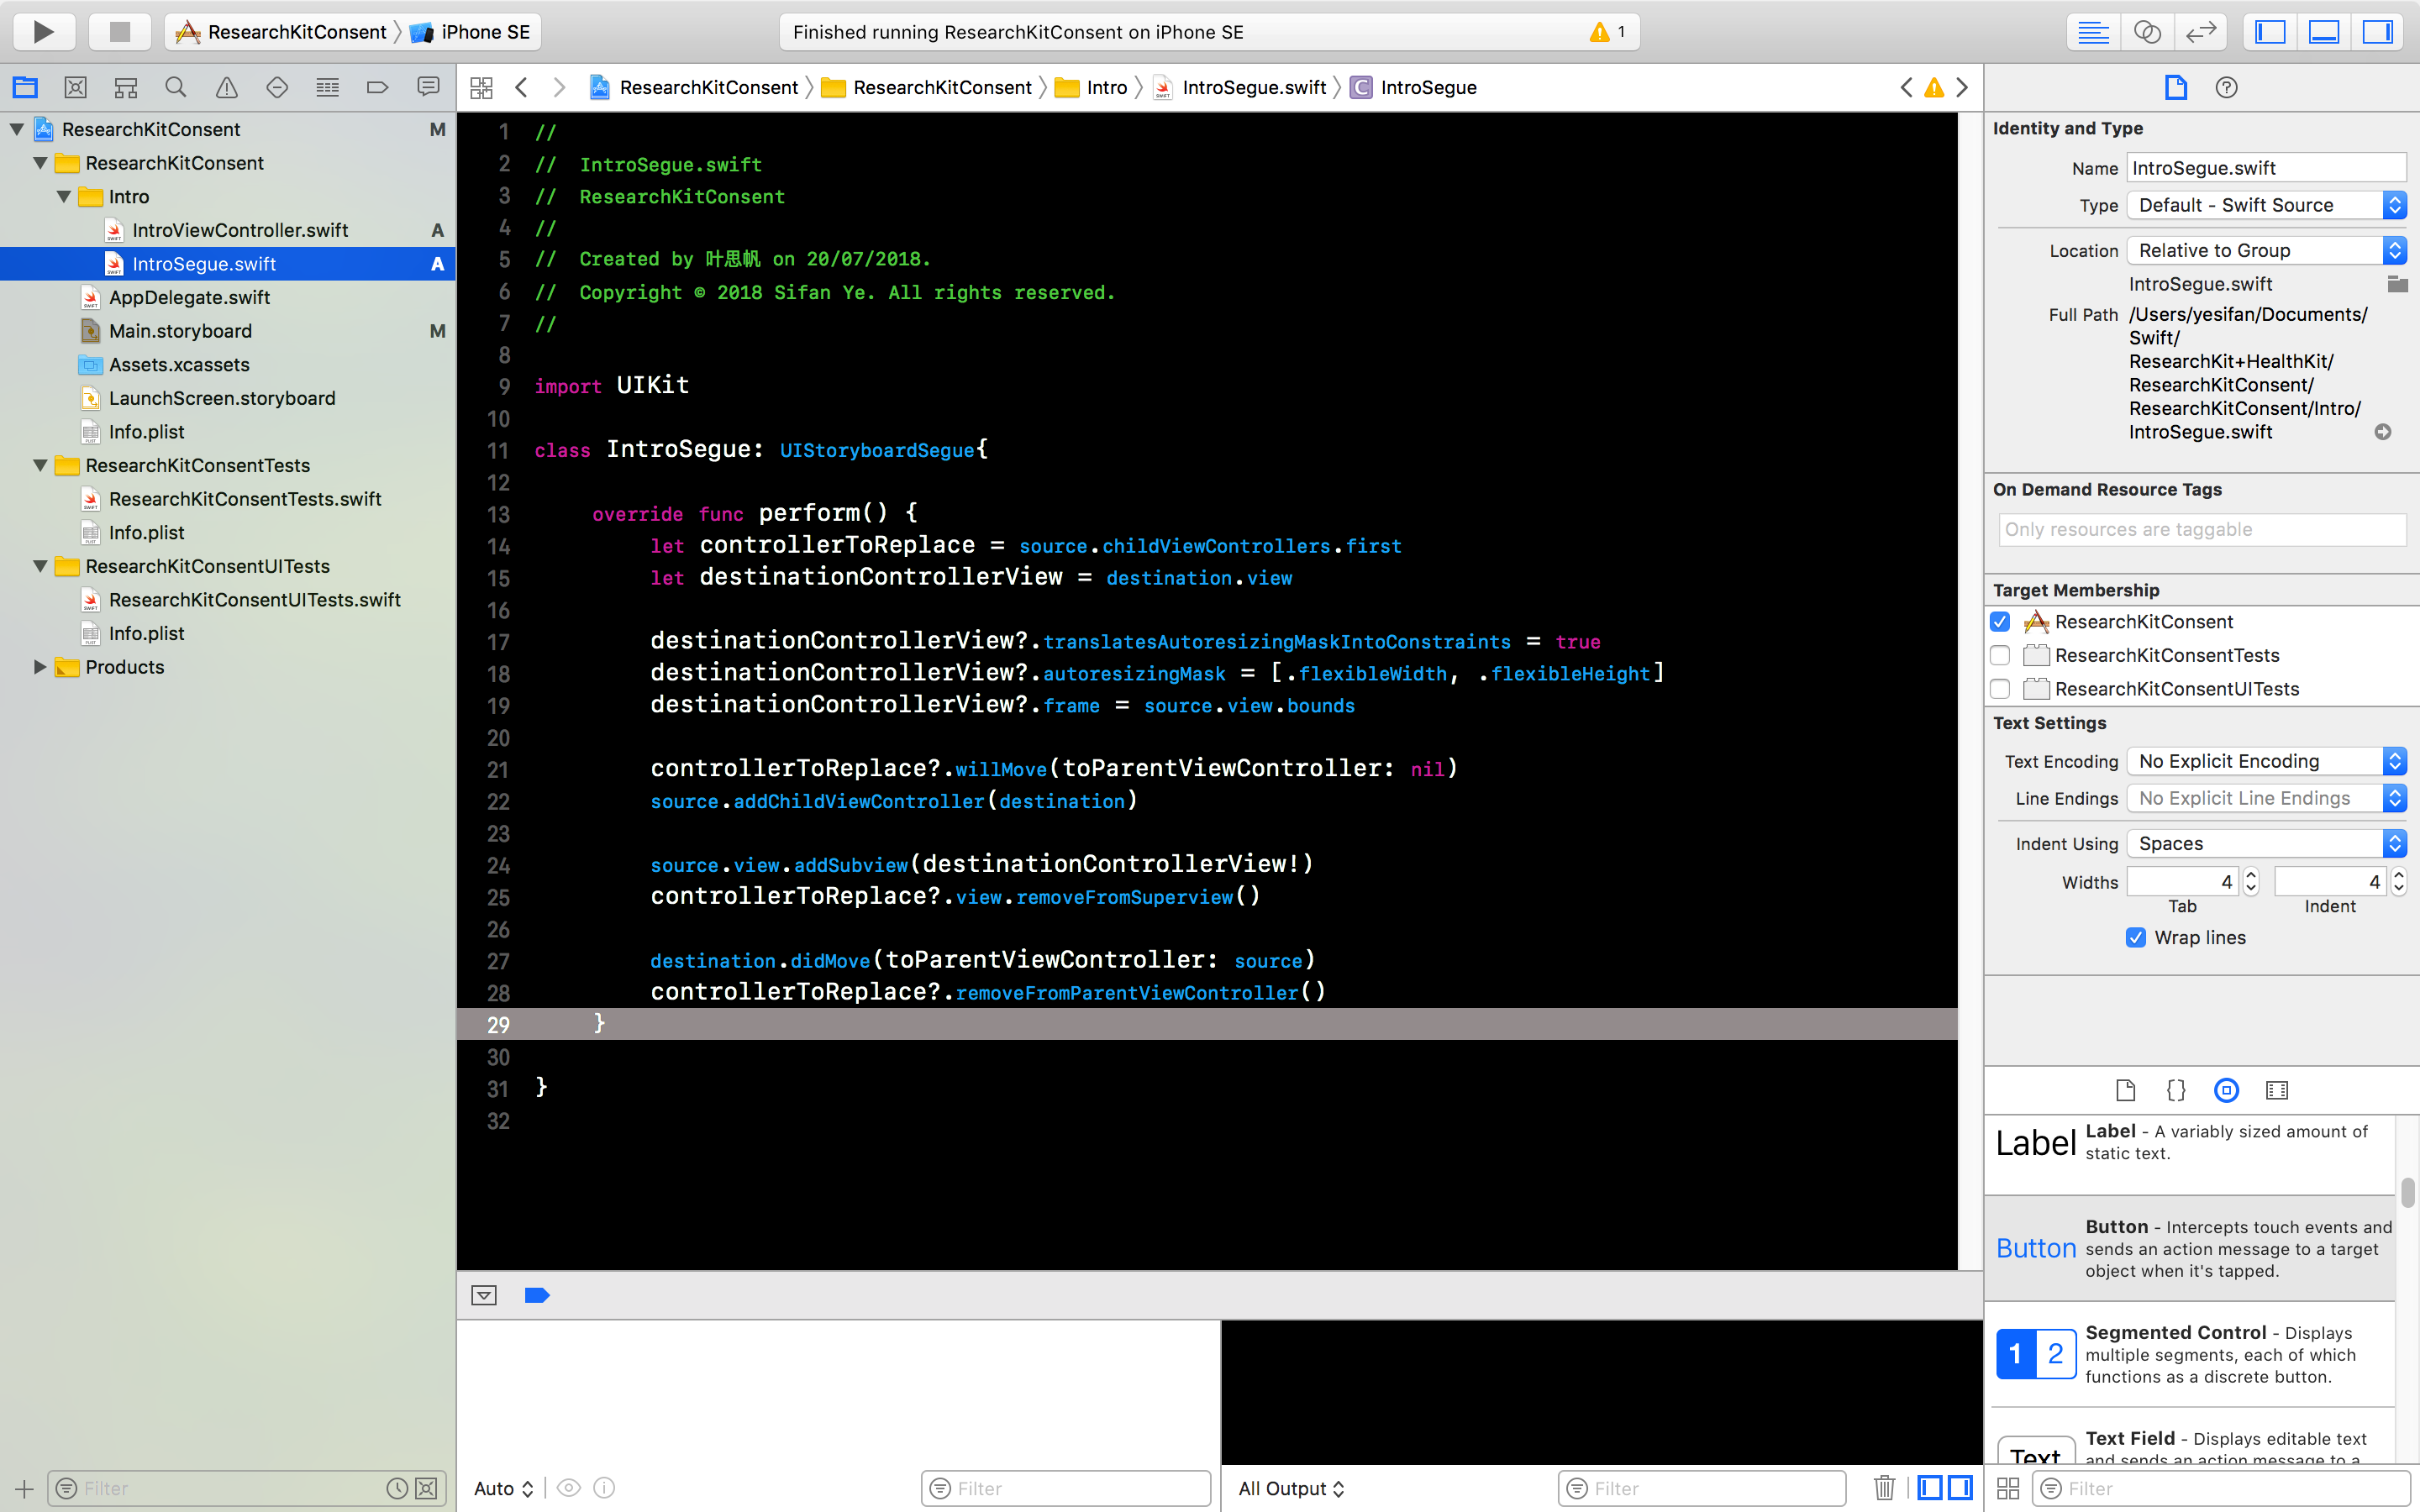 ResearchKitConsent iPhone SE
Finished running ResearchKitConsent on iPhone SE 1
ResearchKitConsent ResearchKitConsent Intro IntroSegue.swift C IntroSegue
ResearchKitConsent M
ResearchKitConsent
Intro
IntroViewController.swift A
IntroSegue.swift A
AppDelegate.swift
Main.storyboard M
Assets.xcassets
LaunchScreen.storyboard
Info.plist
ResearchKitConsentTests
ResearchKitConsentTests.swift
Info.plist
ResearchKitConsentUITests
ResearchKitConsentUITests.swift
Info.plist
Products
Filter
1 //
2 // IntroSegue.swift
3 // ResearchKitConsent
4 //
5 // Created by 叶思帆 on 20/07/2018.
6 // Copyright © 2018 Sifan Ye. All rights reserved.
7 //
8
9 import UIKit
10
11 class IntroSegue: UIStoryboardSegue{
12
13 override func perform() {
14 let controllerToReplace = source.childViewControllers.first
15 let destinationControllerView = destination.view
16
17 destinationControllerView?.translatesAutoresizingMaskIntoConstraints = true
18 destinationControllerView?.autoresizingMask = [.flexibleWidth, .flexibleHeight]
19 destinationControllerView?.frame = source.view.bounds
20
21 controllerToReplace?.willMove(toParentViewController: nil)
22 source.addChildViewController(destination)
23
24 source.view.addSubview(destinationControllerView!)
25 controllerToReplace?.view.removeFromSuperview()
26
27 destination.didMove(toParentViewController: source)
28 controllerToReplace?.removeFromParentViewController()
29 }
30
31 }
32
Auto Filter
All Output Filter
Identity and Type
Name IntroSegue.swift
Type Default - Swift Source
Location Relative to Group
IntroSegue.swift
Full Path /Users/yesifan/Documents/
Swift/
ResearchKit+HealthKit/
ResearchKitConsent/
ResearchKitConsent/Intro/
IntroSegue.swift
On Demand Resource Tags
Only resources are taggable
Target Membership
ResearchKitConsent
ResearchKitConsentTests
ResearchKitConsentUITests
Text Settings
Text Encoding No Explicit Encoding
Line Endings No Explicit Line Endings
Indent Using Spaces
Widths 4 4
Tab Indent
Wrap lines
{}
Label Label - A variably sized amount of
static text.
Button - Intercepts touch events and
Button sends an action message to a target
object when it's tapped.
Segmented Control - Displays
1 2 multiple segments, each of which
functions as a discrete button.
Text Field - Displays editable text
Text and sends an action message to a
Filter